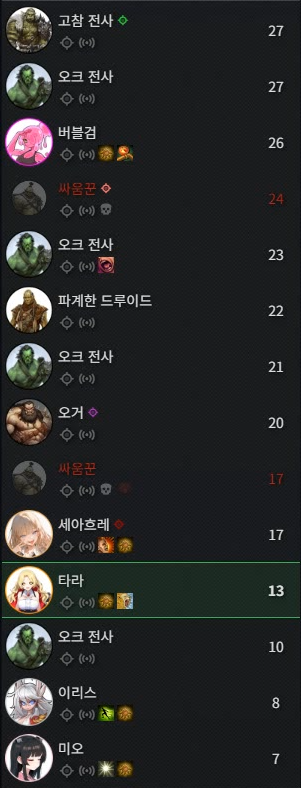 고참 전사 27
오크 전사 27
버블검 26
싸움꾼 24
오크 전사 23
파계한 드루이드 22
오크 전사 21
오거 20
싸움꾼 17
세아흐레 17
타라 13
오크 전사 10
이리스 8
미오 7